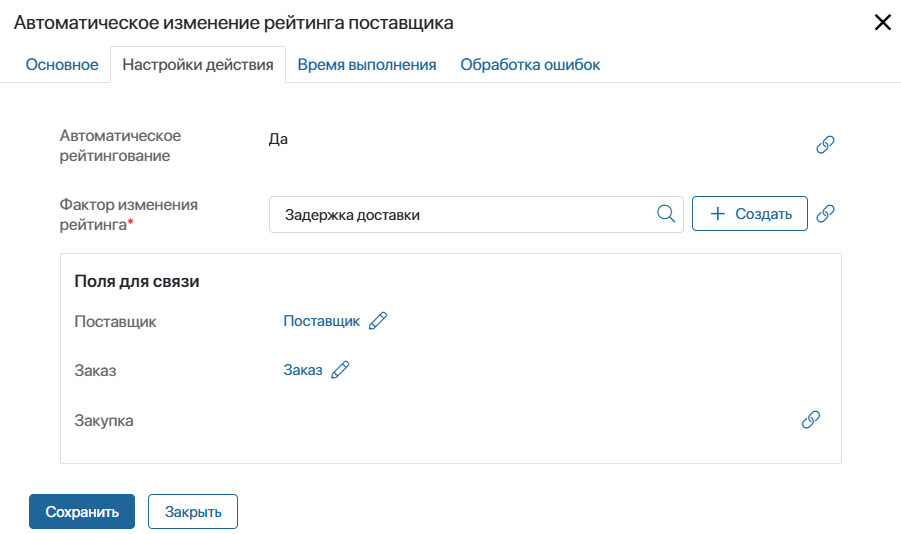 Автоматическое изменение рейтинга поставщика
Основное Настройки действия Время выполнения Обработка ошибок
Автоматическое
рейтингование
Да
Фактор изменения
рейтинга*
Задержка доставки
Создать
Поля для связи
Поставщик Поставщик
Заказ Заказ
Закупка
Сохранить Закрыть